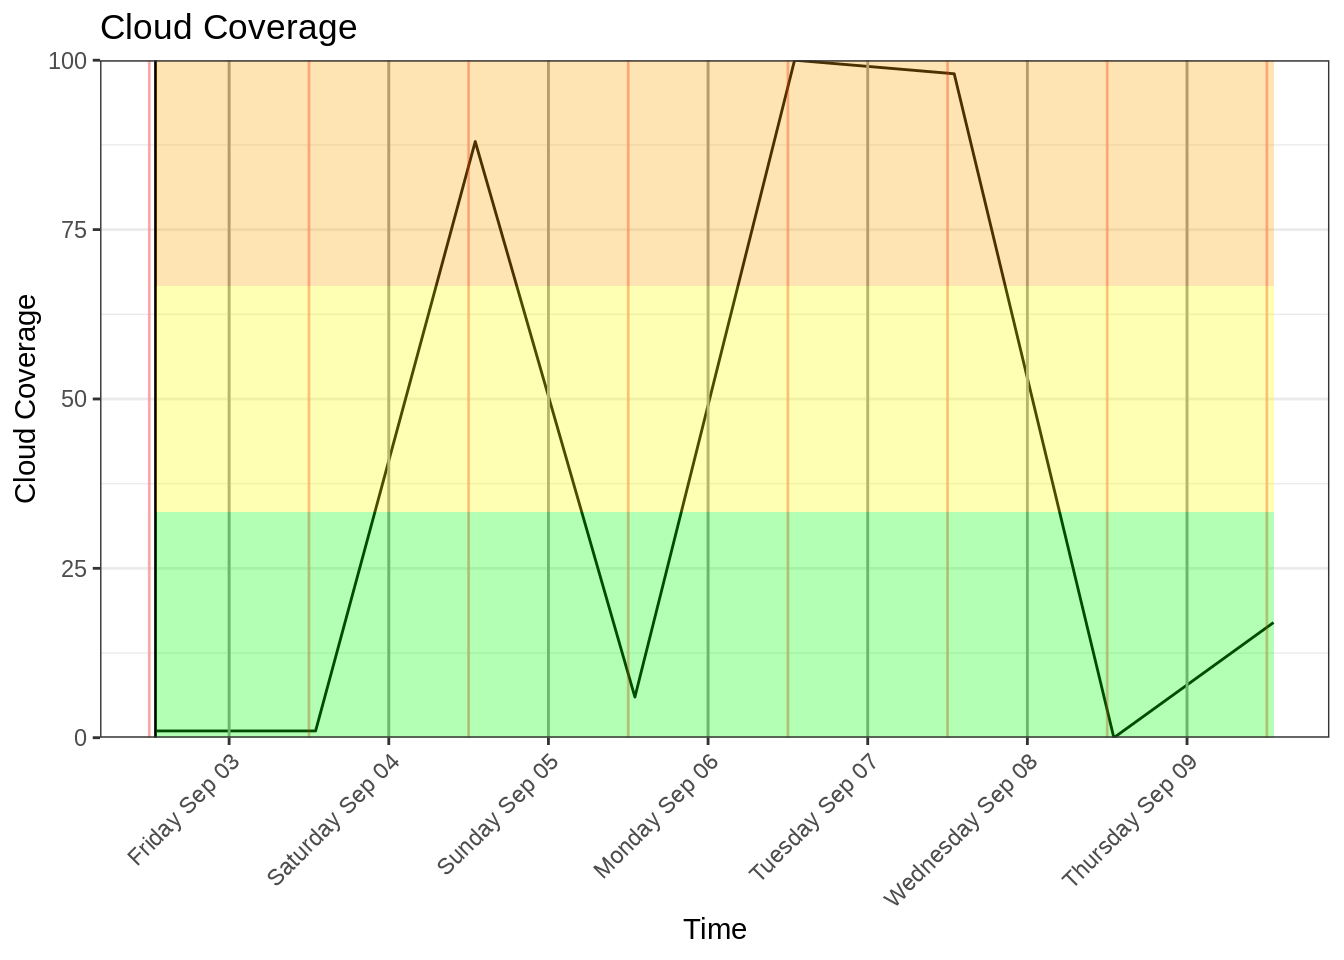 Cloud Coverage
100
75
50
25
0
Cloud Coverage
Friday Sep 03
Saturday Sep 04
Sunday Sep 05
Monday Sep 06
Tuesday Sep 07
Wednesday Sep 08
Thursday Sep 09
Time